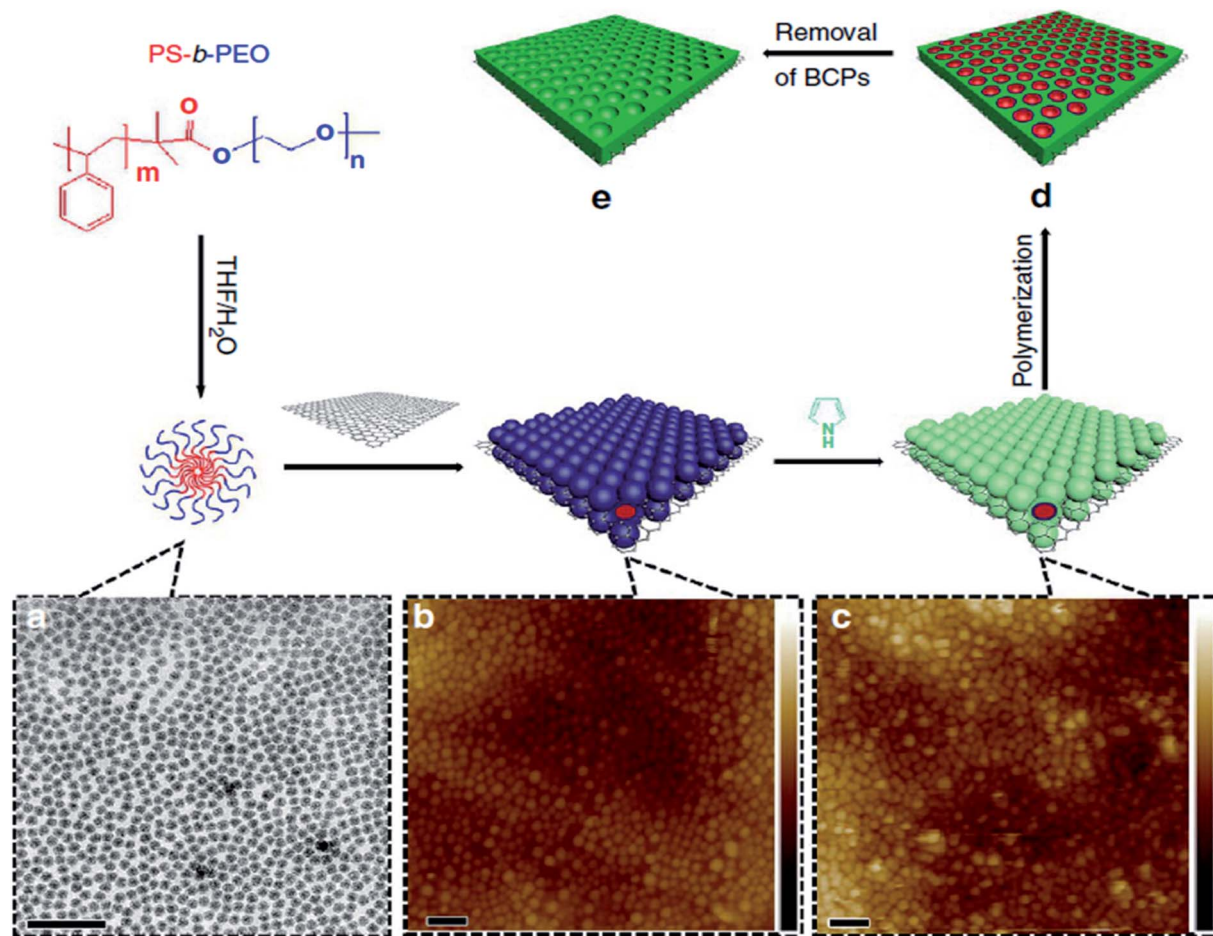 PS-b-PEO
O
O
O
m
n
THF/H₂O
Removal
of BCPs
e
d
Polymerization
N
H
a
b
c